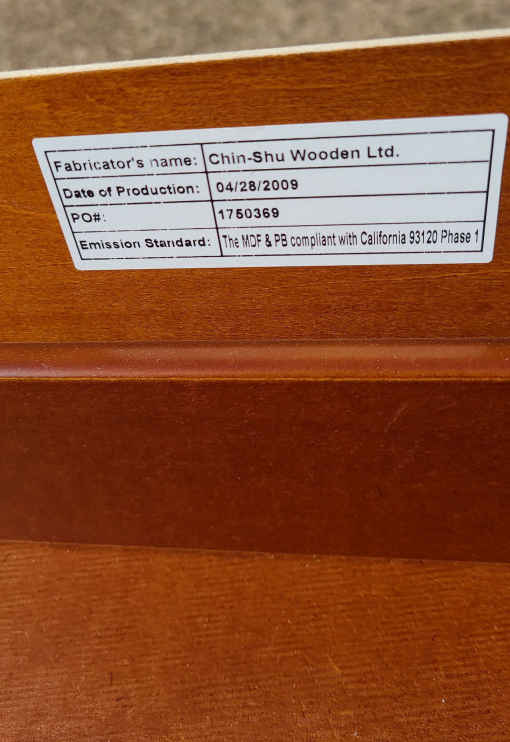 Fabricator's name: Chin-Shu Wooden Ltd.
Date of Production: 04/28/2009
PO#: 1750369
Emission Standard: The MDF & PB compliant with California 93120 Phase 1